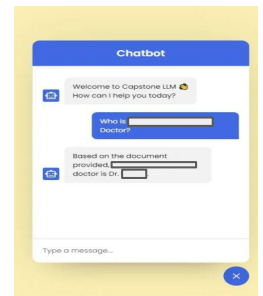 Chatbot
Welcome to Capstone LLM
How can I help you today?
Who is
Doctor?
Based on the document
provided,
doctor is Dr.
Type a message...